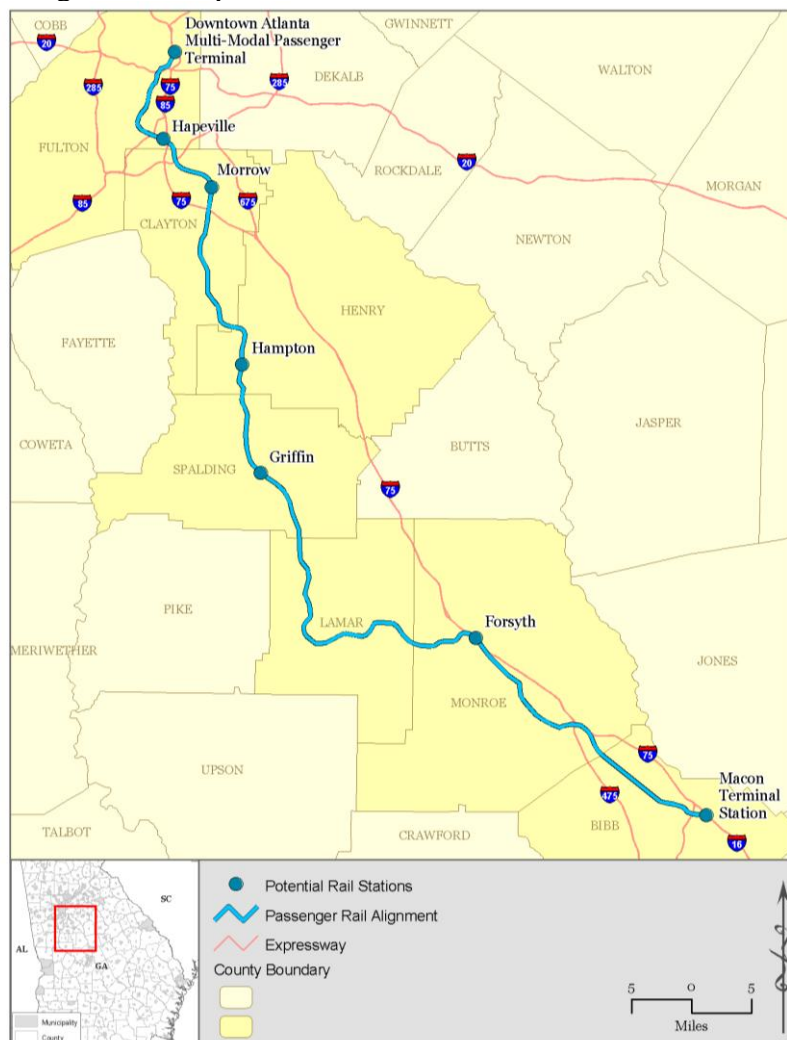 COBB
20
Downtown Atlanta
Multi-Modal Passenger
Terminal
GWINNETT
WALTON
285
75
85
DEKALB
285
Hapeville
FULTON
ROCKDALE
20
MORGAN
Morrow
85
CLAYTON
75
675
NEWTON
HENRY
FAYETTE
Hampton
JASPER
COWETA
BUTTS
SPALDING
Griffin
75
PIKE
LAMAR
Forsyth
MERIWETHER
JONES
MONROE
UPSON
75
Macon
Terminal
Station
475
TALBOT
CRAWFORD
BIBB
16
SC
AL
GA
Municipality
County
Potential Rail Stations
Passenger Rail Alignment
Expressway
County Boundary
5 0 5
Miles